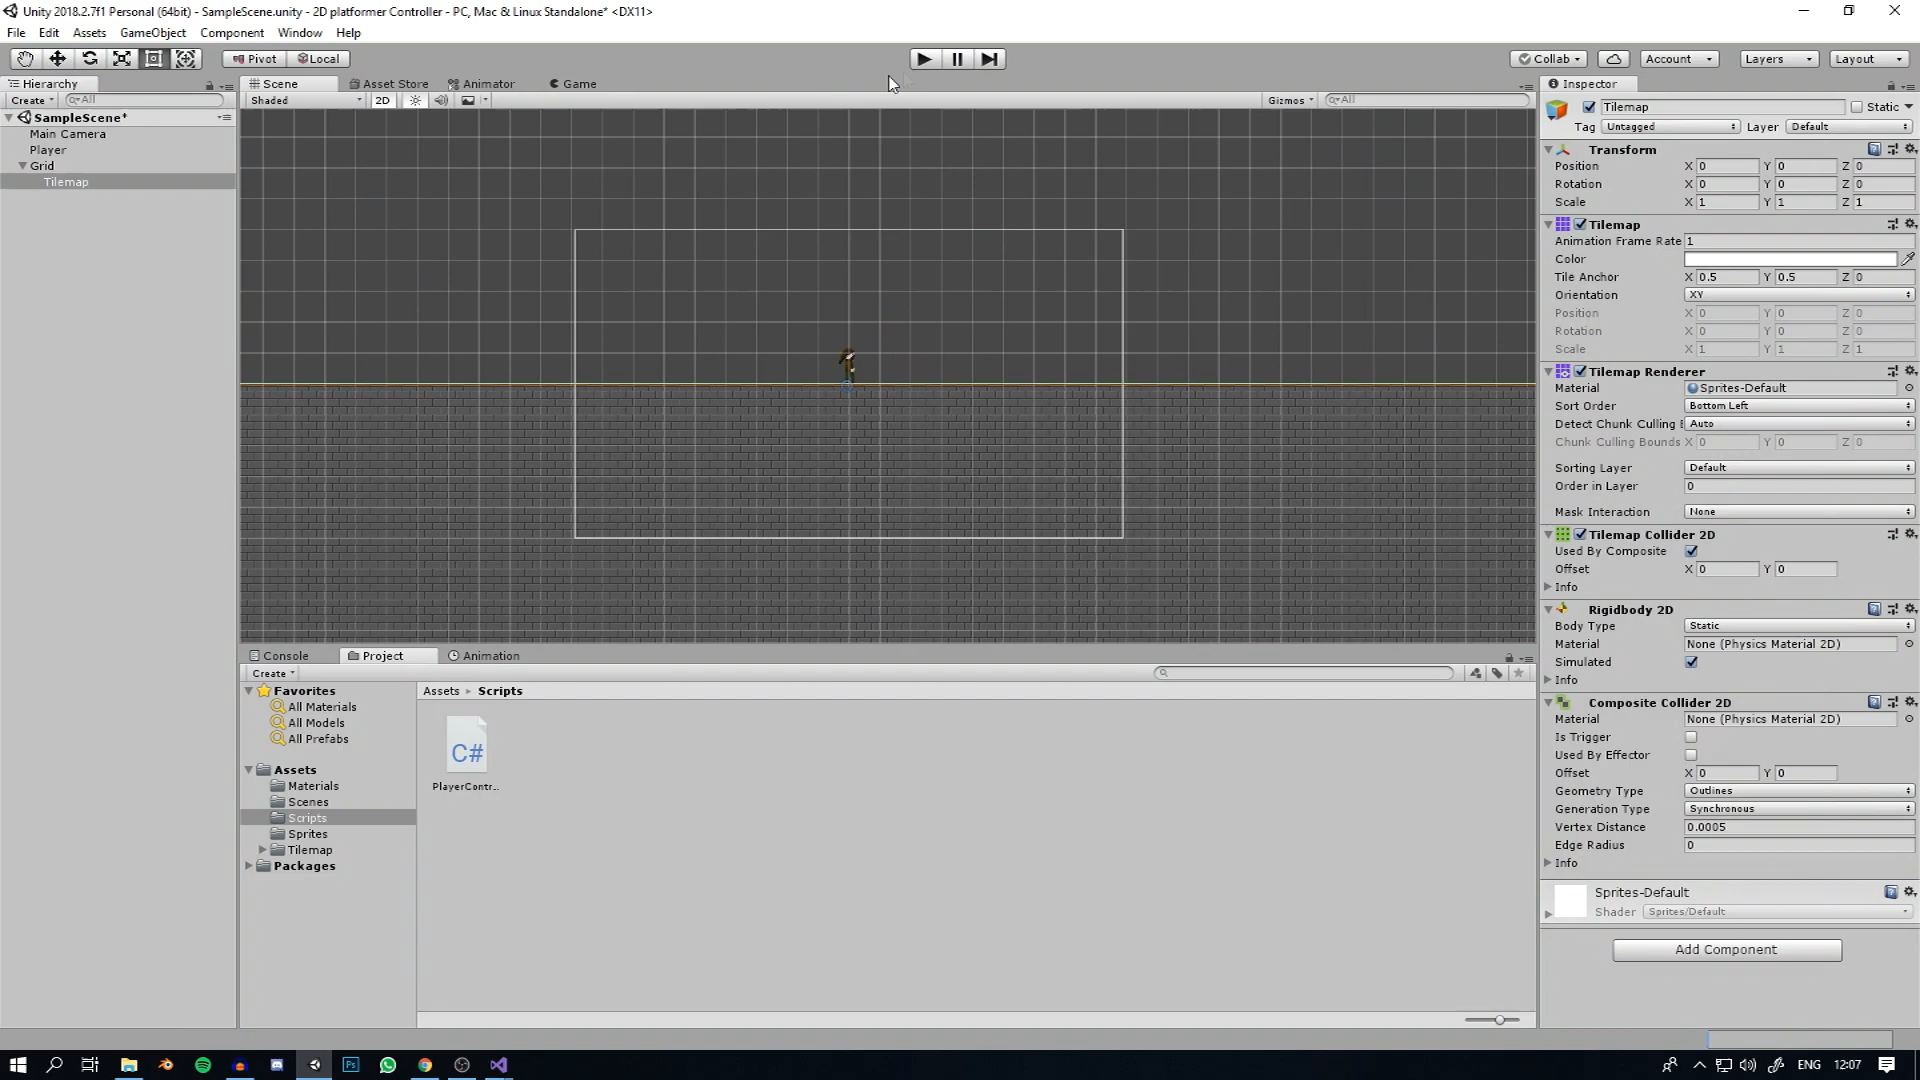 Unity 2018.2.7f1 Personal (64bit) - SampleScene.unity - 2D platformer Controller - PC, Mac & Linux Standalone* <DX11>
File Edit Assets GameObject Component Window Help
Pivot Local Collab Account Layers Layout
Hierarchy
Create All
SampleScene*
Main Camera
Player
Grid
Tilemap
Scene Asset Store Animator Game
Shaded 2D Gizmos All
Console Project Animation
Create
Favorites
All Materials
All Models
All Prefabs
Assets
Materials
Scenes
Scripts
Sprites
Tilemap
Packages
Assets ▸ Scripts
C#
PlayerContr...
Inspector
Tilemap Static
Tag Untagged Layer Default
Transform
Position X 0 Y 0 Z 0
Rotation X 0 Y 0 Z 0
Scale X 1 Y 1 Z 1
Tilemap
Animation Frame Rate 1
Color
Tile Anchor X 0.5 Y 0.5 Z 0
Orientation XY
Position X 0 Y 0 Z 0
Rotation X 0 Y 0 Z 0
Scale X 1 Y 1 Z 1
Tilemap Renderer
Material Sprites-Default
Sort Order Bottom Left
Detect Chunk Culling Auto
Chunk Culling Bounds X 0 Y 0 Z 0
Sorting Layer Default
Order in Layer 0
Mask Interaction None
Tilemap Collider 2D
Used By Composite
Offset X 0 Y 0
Info
Rigidbody 2D
Body Type Static
Material None (Physics Material 2D)
Simulated
Info
Composite Collider 2D
Material None (Physics Material 2D)
Is Trigger
Used By Effector
Offset X 0 Y 0
Geometry Type Outlines
Generation Type Synchronous
Vertex Distance 0.0005
Edge Radius 0
Info
Sprites-Default
Shader Sprites/Default
Add Component
Ps
ENG 12:07